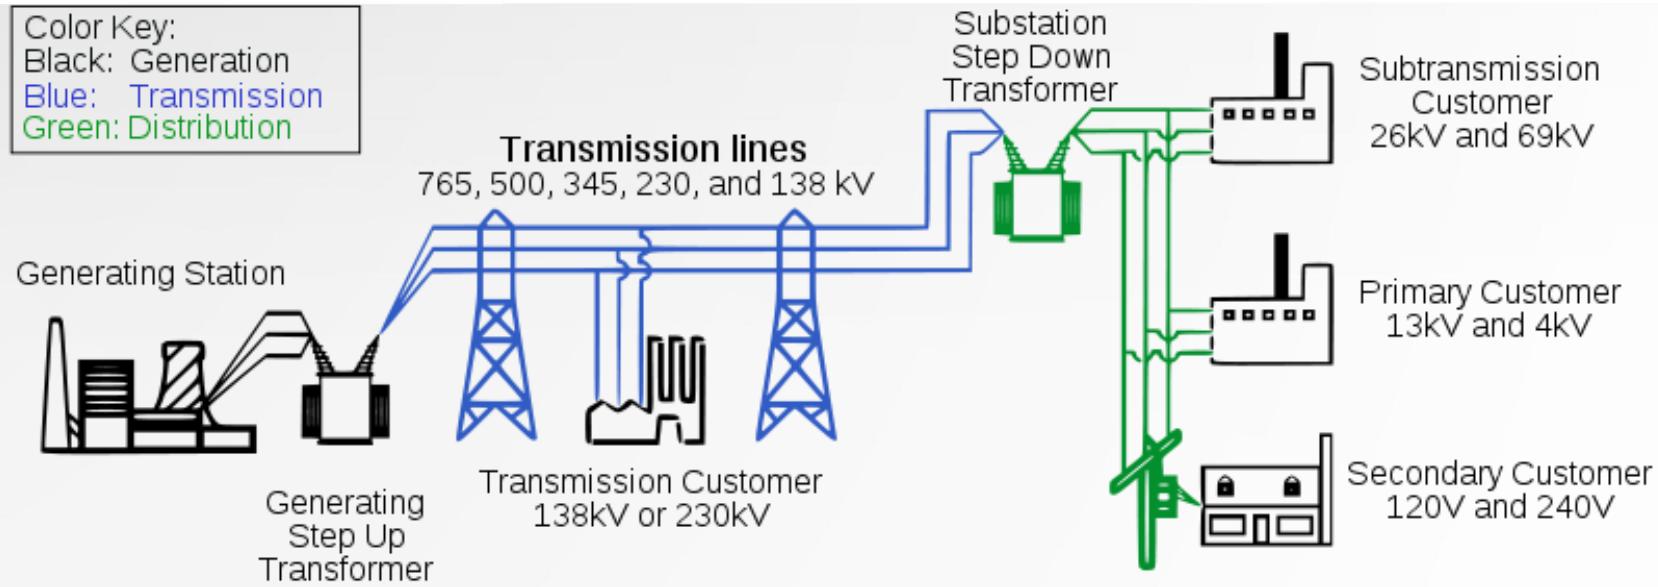 Color Key:
Black: Generation
Blue: Transmission
Green: Distribution
Substation
Step Down
Transformer
Subtransmission
Customer
26kV and 69kV
Transmission lines
765, 500, 345, 230, and 138 kV
Generating Station
Primary Customer
13kV and 4kV
Transmission Customer
138kV or 230kV
Secondary Customer
120V and 240V
Generating
Step Up
Transformer